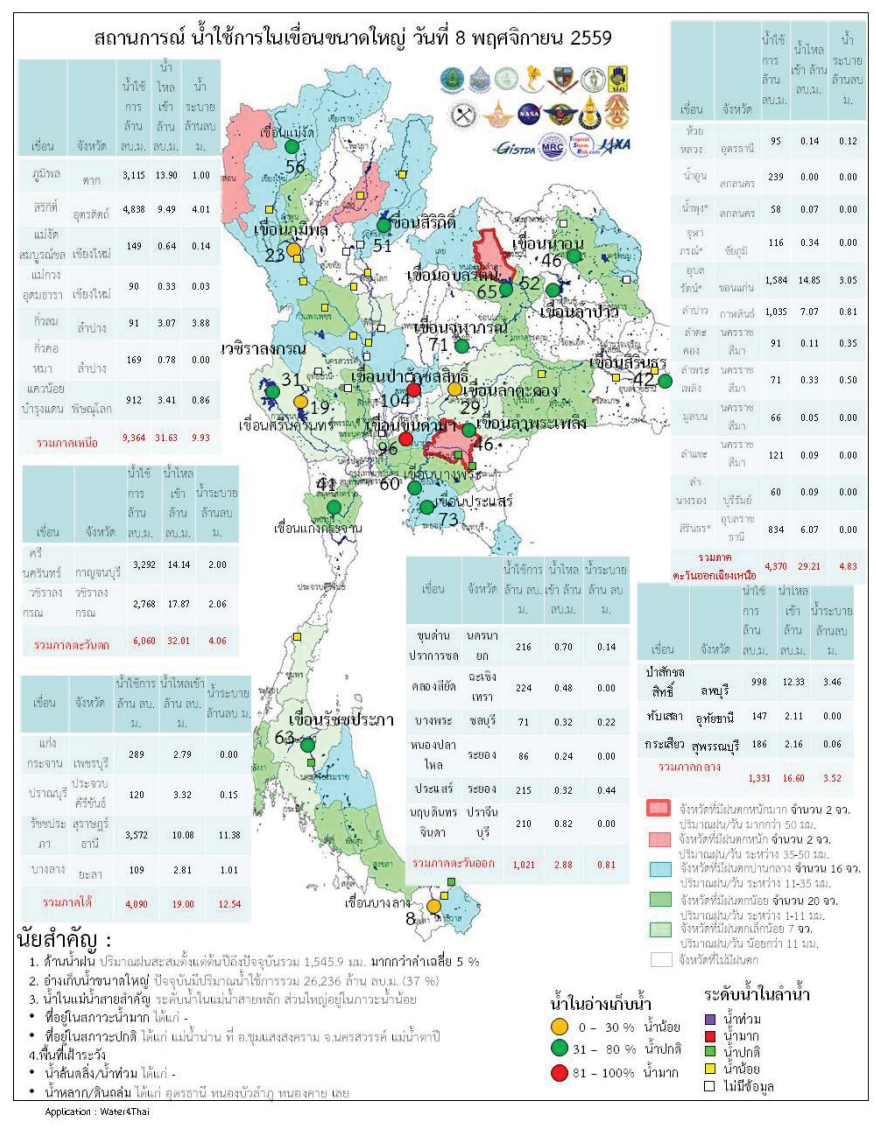 สถานการณ์ น้ำใช้การในเขื่อนขนาดใหญ่ วันที่ 8 พฤศจิกายน 2559
เขื่อน จังหวัด น้ำใช้การ ล้าน ลบ.ม. น้ำไหลเข้า ล้าน ลบ.ม. น้ำระบาย ล้านลบ ม.
ภูมิพล ตาก 3,115 13.90 1.00
สิริกิติ์ อุตรดิตถ์ 4,838 9.49 4.01
แม่งัดสมบูรณ์ชล เชียงใหม่ 149 0.64 0.14
แม่กวงอุดมธารา เชียงใหม่ 90 0.33 0.03
กิ่วลม ลำปาง 91 3.07 3.88
กิ่วคอหมา ลำปาง 169 0.78 0.00
แควน้อยบำรุงแดน พิษณุโลก 912 3.41 0.86
รวมภาคเหนือ 9,364 31.63 9.93
เขื่อน จังหวัด น้ำใช้การ ล้าน ลบ.ม. น้ำไหลเข้า ล้าน ลบ.ม. น้ำระบาย ล้านลบ ม.
ศรีนครินทร์ กาญจนบุรี 3,292 14.14 2.00
วชิราลงกรณ วชิราลงกรณ 2,768 17.87 2.06
รวมภาคตะวันตก 6,060 32.01 4.06
เขื่อน จังหวัด น้ำใช้การ ล้าน ลบ.ม. น้ำไหลเข้า ล้าน ลบ.ม. น้ำระบาย ล้านลบ ม.
แก่งกระจาน เพชรบุรี 289 2.79 0.00
ปราณบุรี ประจวบคีรีขันธ์ 120 3.32 0.15
รัชชประภา สุราษฎร์ธานี 3,572 10.08 11.38
บางลาง ยะลา 109 2.81 1.01
รวมภาคใต้ 4,090 19.00 12.54
GISTDA MRC Tropical Storm Risk.com JAXA
NASA
เขื่อนแม่งัด
56
เขื่อนสิริกิติ์
51
เขื่อนภูมิพล
23
เขื่อนน้ำอูน
46
เขื่อนอุบลรัตน์
65
52
เขื่อนลำปาว
เขื่อนจุฬาภรณ์
71
นวชิราลงกรณ์
31
เขื่อนสิรินธร
42
เขื่อนป่าสักชลสิทธิ์
104
เขื่อนลำตะคอง
29
19
เขื่อนศรีนครินทร์
เขื่อนขุนด่านฯ
96
เขื่อนลำพระเพลิง
46
41
เขื่อนแก่งกระจาน
60
เขื่อนบางพระ
เขื่อนประแสร์
73
เขื่อนรัชชประภา
63
เขื่อนบางลาง
8
เขื่อน จังหวัด น้ำใช้การ ล้าน ลบ.ม. น้ำไหลเข้า ล้าน ลบ.ม. น้ำระบาย ล้านลบ.ม.
ห้วยหลวง อุดรธานี 95 0.14 0.12
น้ำอูน สกลนคร 239 0.00 0.00
น้ำพุง* สกลนคร 58 0.07 0.00
จุฬาภรณ์* ชัยภูมิ 116 0.34 0.00
อุบลรัตน์* ขอนแก่น 1,584 14.85 3.05
ลำปาว กาฬสินธุ์ 1,035 7.07 0.81
ลำตะคอง นครราชสีมา 91 0.11 0.35
ลำพระเพลิง นครราชสีมา 71 0.33 0.50
มูลบน นครราชสีมา 66 0.05 0.00
ลำแชะ นครราชสีมา 121 0.09 0.00
ลำนางรอง บุรีรัมย์ 60 0.09 0.00
สิรินธร* อุบลราชธานี 834 6.07 0.00
รวมภาคตะวันออกเฉียงเหนือ 4,370 29.21 4.83
เขื่อน จังหวัด น้ำใช้การ ล้าน ลบ.ม. น้ำไหลเข้า ล้าน ลบ.ม. น้ำระบาย ล้าน ลบ ม.
ขุนด่านปราการชล นครนายก 216 0.70 0.14
คลองสียัด ฉะเชิงเทรา 224 0.48 0.00
บางพระ ชลบุรี 71 0.32 0.22
หนองปลาไหล ระยอง 86 0.24 0.00
ประแสร์ ระยอง 215 0.32 0.44
นฤบดินทรจินดา ปราจีนบุรี 210 0.82 0.00
รวมภาคตะวันออก 1,021 2.88 0.81
เขื่อน จังหวัด น้ำใช้การ ล้าน ลบ.ม. น้ำไหลเข้า ล้าน ลบ.ม. น้ำระบาย ล้านลบ ม.
ป่าสักชลสิทธิ์ ลพบุรี 998 12.33 3.46
ทับเสลา อุทัยธานี 147 2.11 0.00
กระเสียว สุพรรณบุรี 186 2.16 0.06
รวมภาคกลาง 1,331 16.60 3.52
จังหวัดที่มีฝนตกหนักมาก จำนวน 2 จว.
ปริมาณฝน/วัน มากกว่า 50 มม.
จังหวัดที่มีฝนตกหนัก จำนวน 2 จว.
ปริมาณฝน/วัน ระหว่าง 35-50 มม.
จังหวัดที่มีฝนตกปานกลาง จำนวน 16 จว.
ปริมาณฝน/วัน ระหว่าง 11-35 มม.
จังหวัดที่มีฝนตกน้อย จำนวน 20 จว.
ปริมาณฝน/วัน ระหว่าง 1-11 มม.
จังหวัดที่มีฝนตกเล็กน้อย 7 จว.
ปริมาณฝน/วัน น้อยกว่า 11 มม.
จังหวัดที่ไม่มีฝนตก
นัยสำคัญ :
1. ด้านน้ำฝน ปริมาณฝนสะสมตั้งแต่ต้นปีถึงปัจจุบันรวม 1,545.9 มม. มากกว่าค่าเฉลี่ย 5 %
2. อ่างเก็บน้ำขนาดใหญ่ ปัจจุบันมีปริมาณน้ำใช้การรวม 26,236 ล้าน ลบ.ม. (37 %)
3. น้ำในแม่น้ำสายสำคัญ ระดับน้ำในแม่น้ำสายหลัก ส่วนใหญ่อยู่ในภาวะน้ำน้อย
• ที่อยู่ในสภาวะน้ำมาก ได้แก่ -
• ที่อยู่ในสภาวะปกติ ได้แก่ แม่น้ำน่าน ที่ อ.ชุมแสงสงคราม จ.นครสวรรค์ แม่น้ำตาปี
4.พื้นที่เฝ้าระวัง
• น้ำล้นตลิ่ง/น้ำท่วม ได้แก่ -
• น้ำหลาก/ดินถล่ม ได้แก่ อุดรธานี หนองบัวลำภู หนองคาย เลย
น้ำในอ่างเก็บน้ำ
0 – 30 % น้ำน้อย
31 – 80 % น้ำปกติ
81 – 100% น้ำมาก
ระดับน้ำในลำน้ำ
น้ำท่วม
น้ำมาก
น้ำปกติ
น้ำน้อย
ไม่มีข้อมูล
Application : Water4Thai